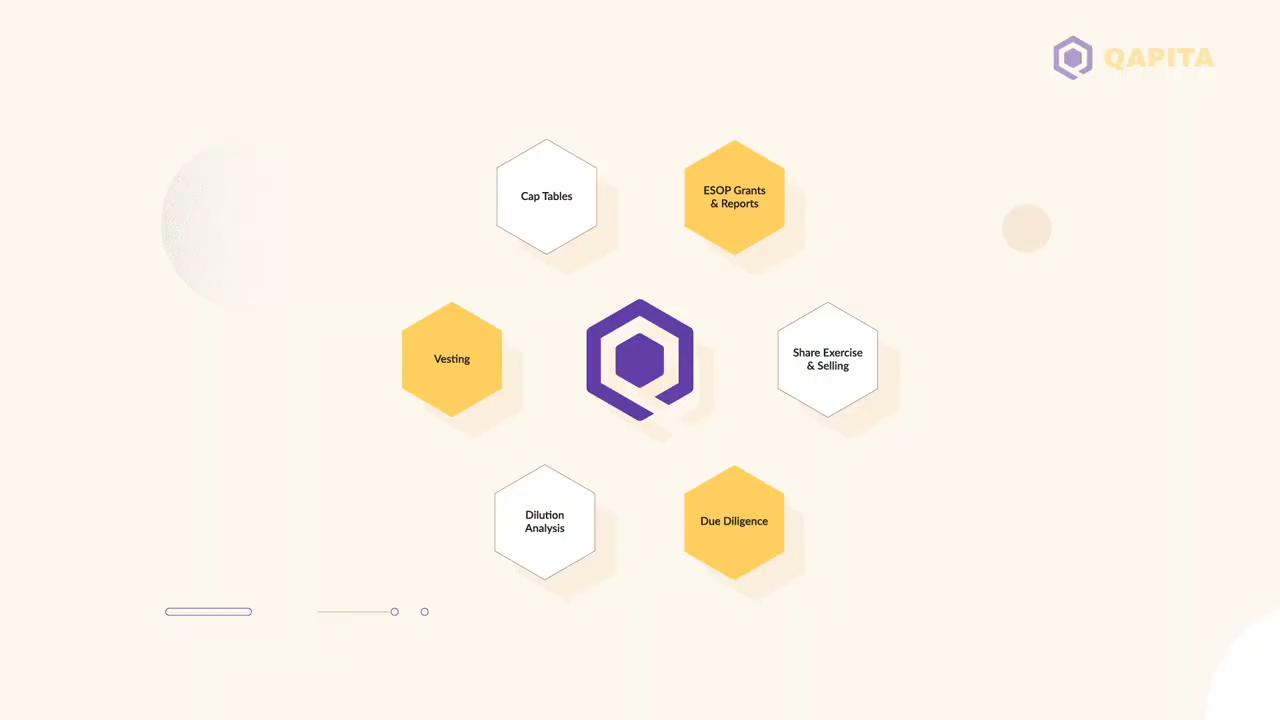 QAPITA
Cap Tables
ESOP Grants
& Reports
Vesting
Share Exercise
& Selling
Dilution
Analysis
Due Diligence